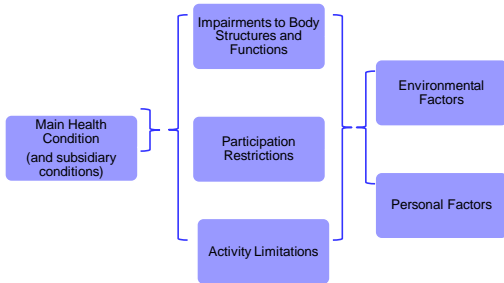 Impairments to Body
Structures and
Functions
Main Health
Condition
(and subsidiary
conditions)
Participation
Restrictions
Activity Limitations
Environmental
Factors
Personal Factors